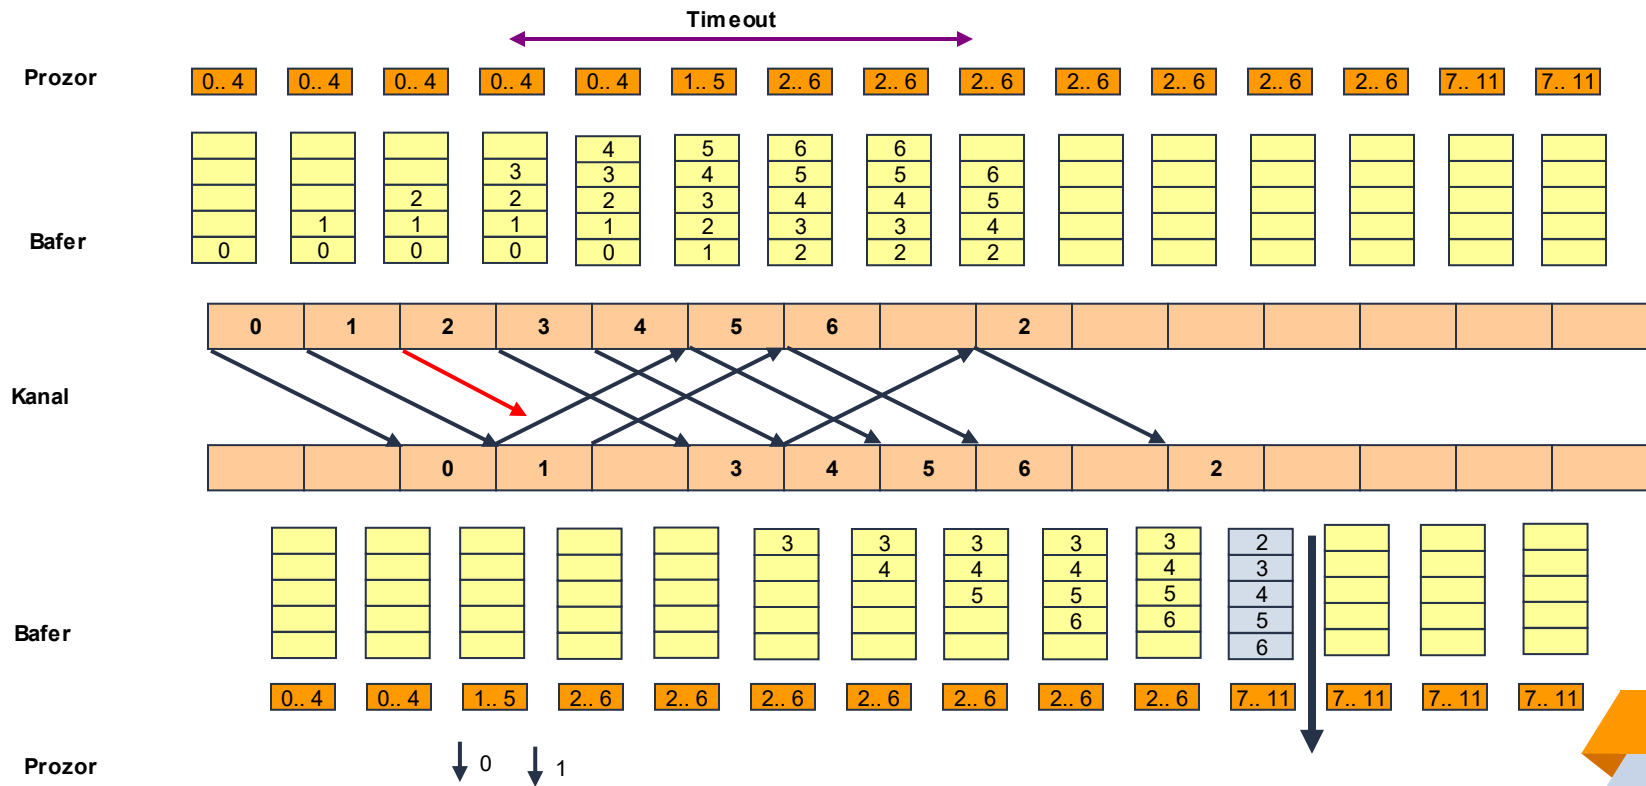 Timeout
Prozor 0.. 4 0.. 4 0.. 4 0.. 4 0.. 4 1.. 5 2.. 6 2.. 6 2.. 6 2.. 6 2.. 6 2.. 6 2.. 6 7.. 11 7.. 11
4 5 6 6
3 3 4 5 5 6
2 2 2 3 4 4 5
1 1 1 1 2 3 3 4
Bafer 0 0 0 0 0 1 2 2 2
0 1 2 3 4 5 6 2
Kanal
0 1 3 4 5 6 2
3 3 3 3 3 2
4 4 4 4 3
5 5 5 4
6 6 5
Bafer 6
0.. 4 0.. 4 1.. 5 2.. 6 2.. 6 2.. 6 2.. 6 2.. 6 2.. 6 2.. 6 7.. 11 7.. 11 7.. 11 7.. 11
Prozor 0 1